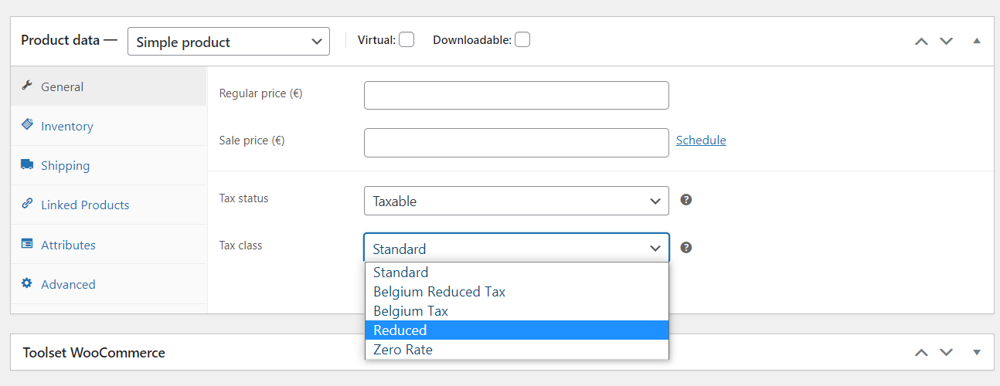 Product data — Simple product Virtual: Downloadable:
General
Inventory
Shipping
Linked Products
Attributes
Advanced
Regular price (€)
Sale price (€) Schedule
Tax status Taxable ?
Tax class Standard ?
Standard
Belgium Reduced Tax
Belgium Tax
Reduced
Zero Rate
Toolset WooCommerce